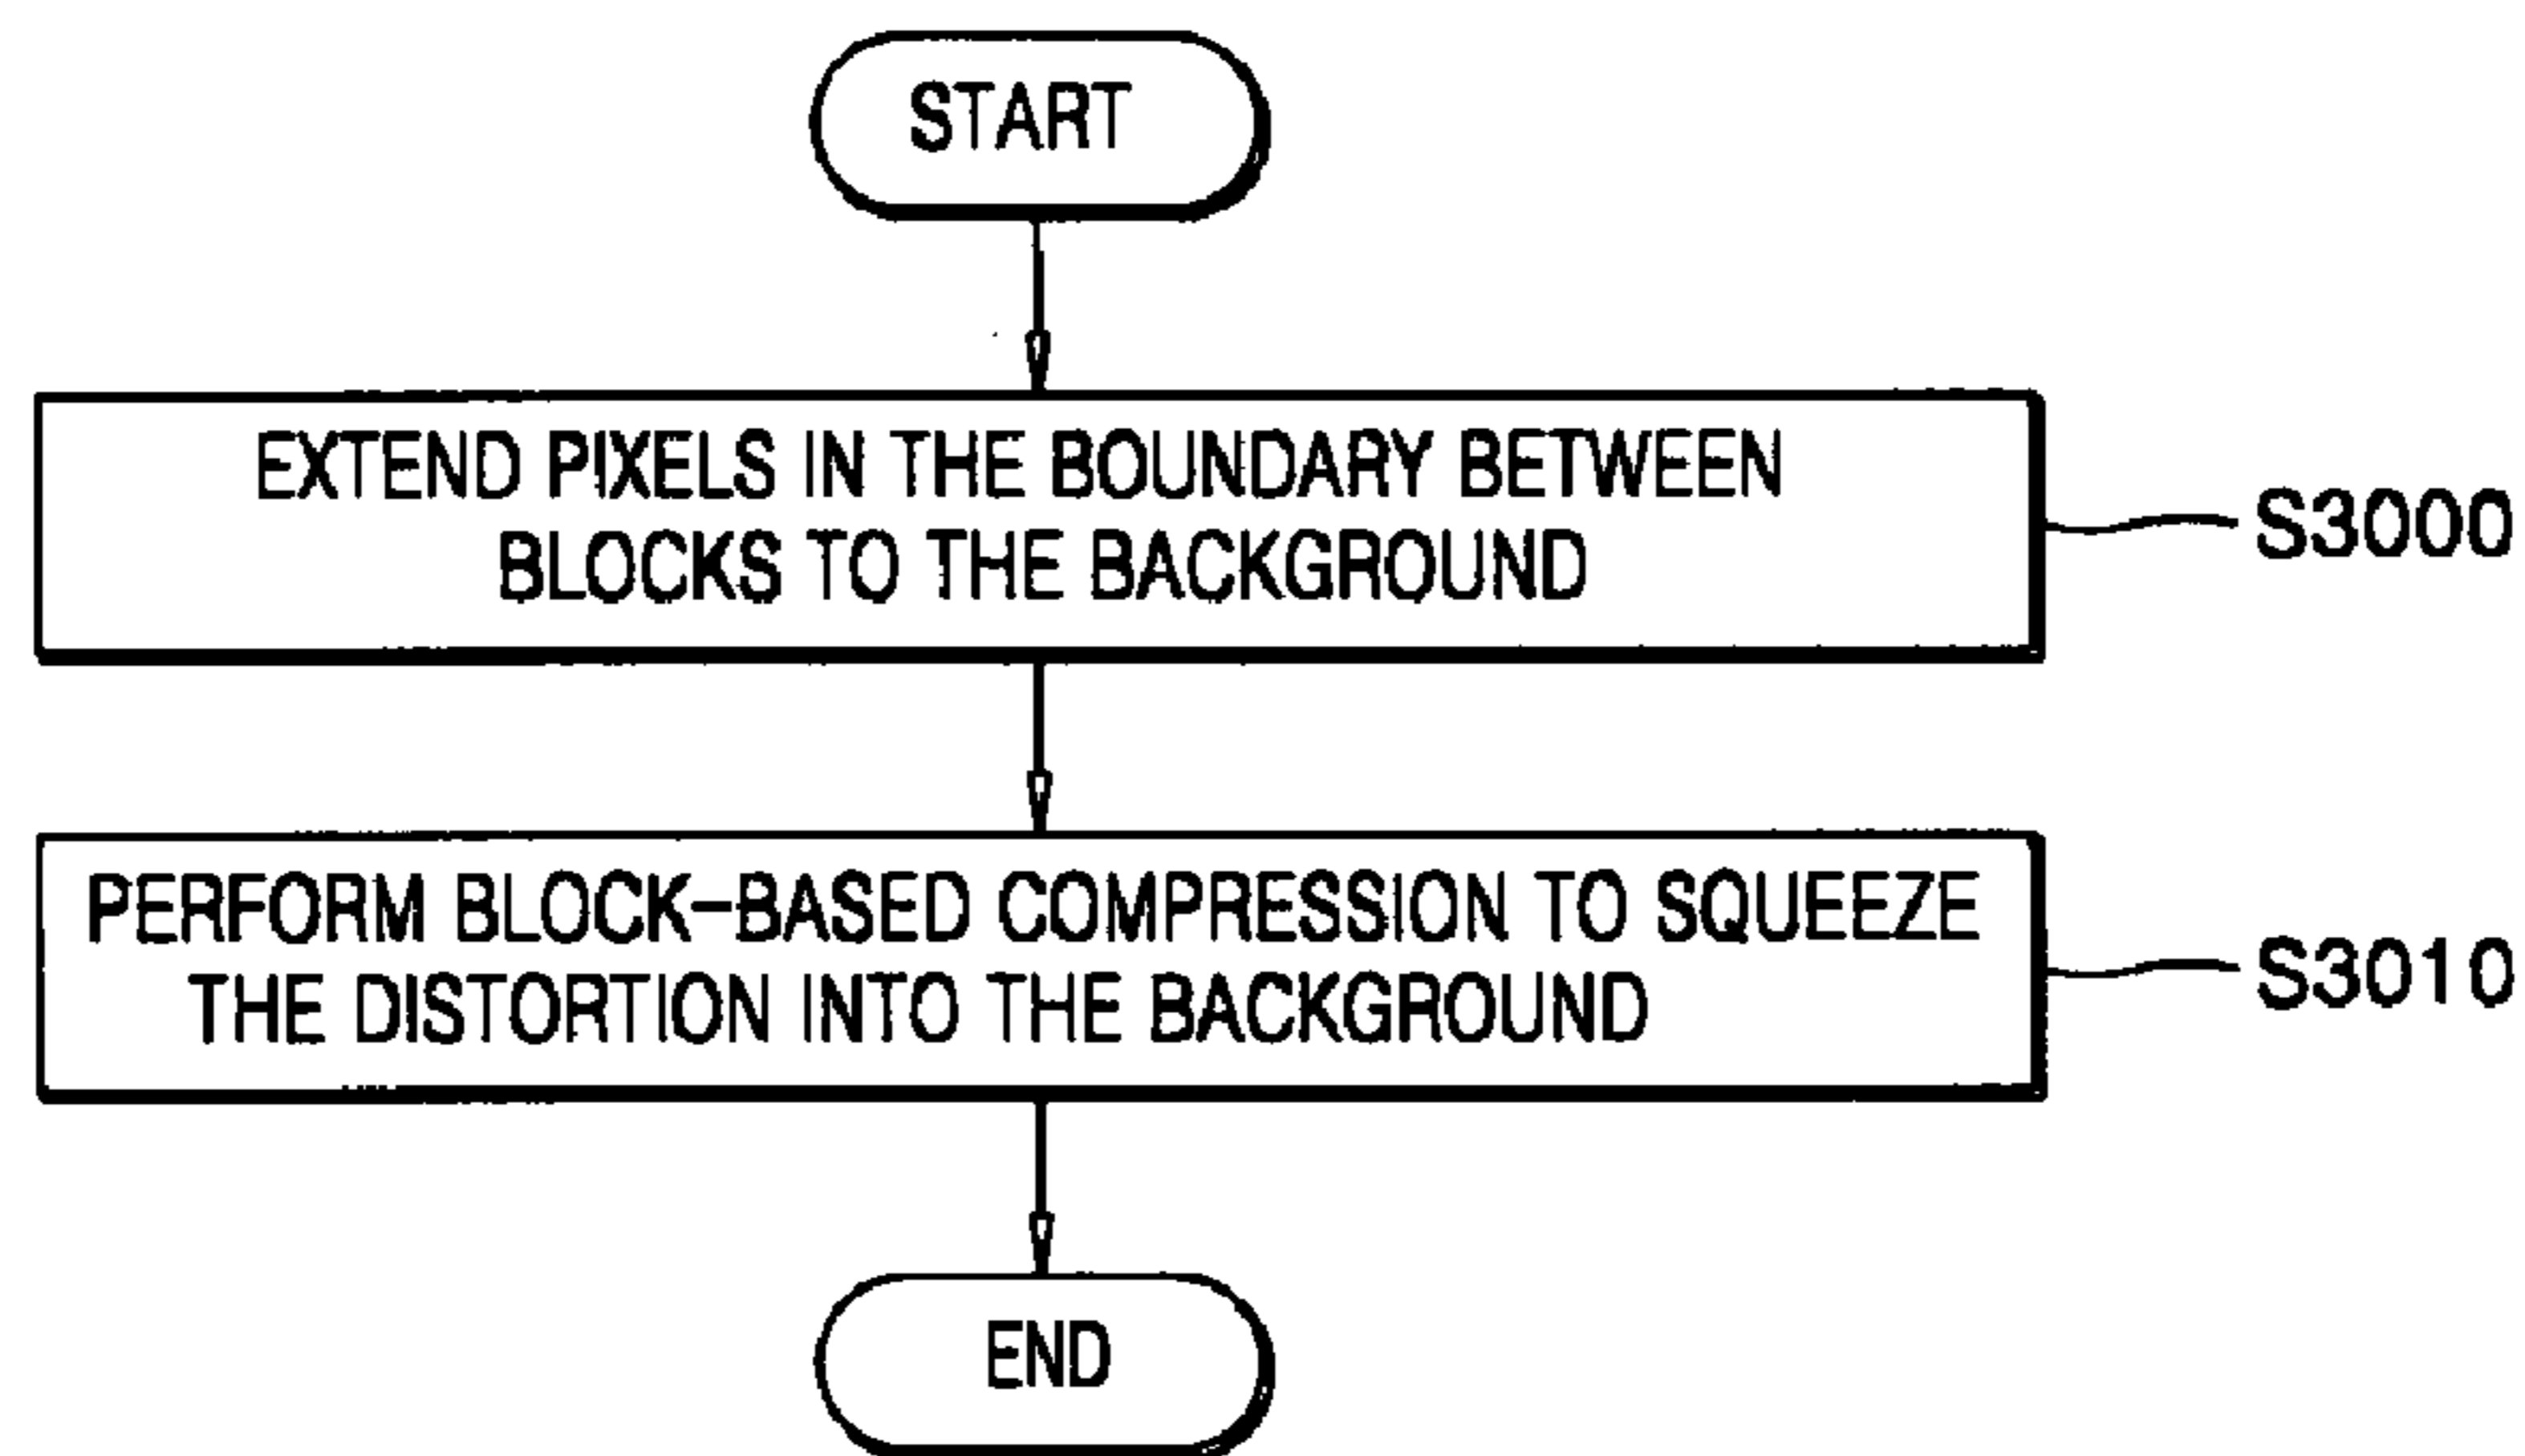 START
EXTEND PIXELS IN THE BOUNDARY BETWEEN
BLOCKS TO THE BACKGROUND
S3000
PERFORM BLOCK-BASED COMPRESSION TO SQUEEZE
THE DISTORTION INTO THE BACKGROUND
S3010
END